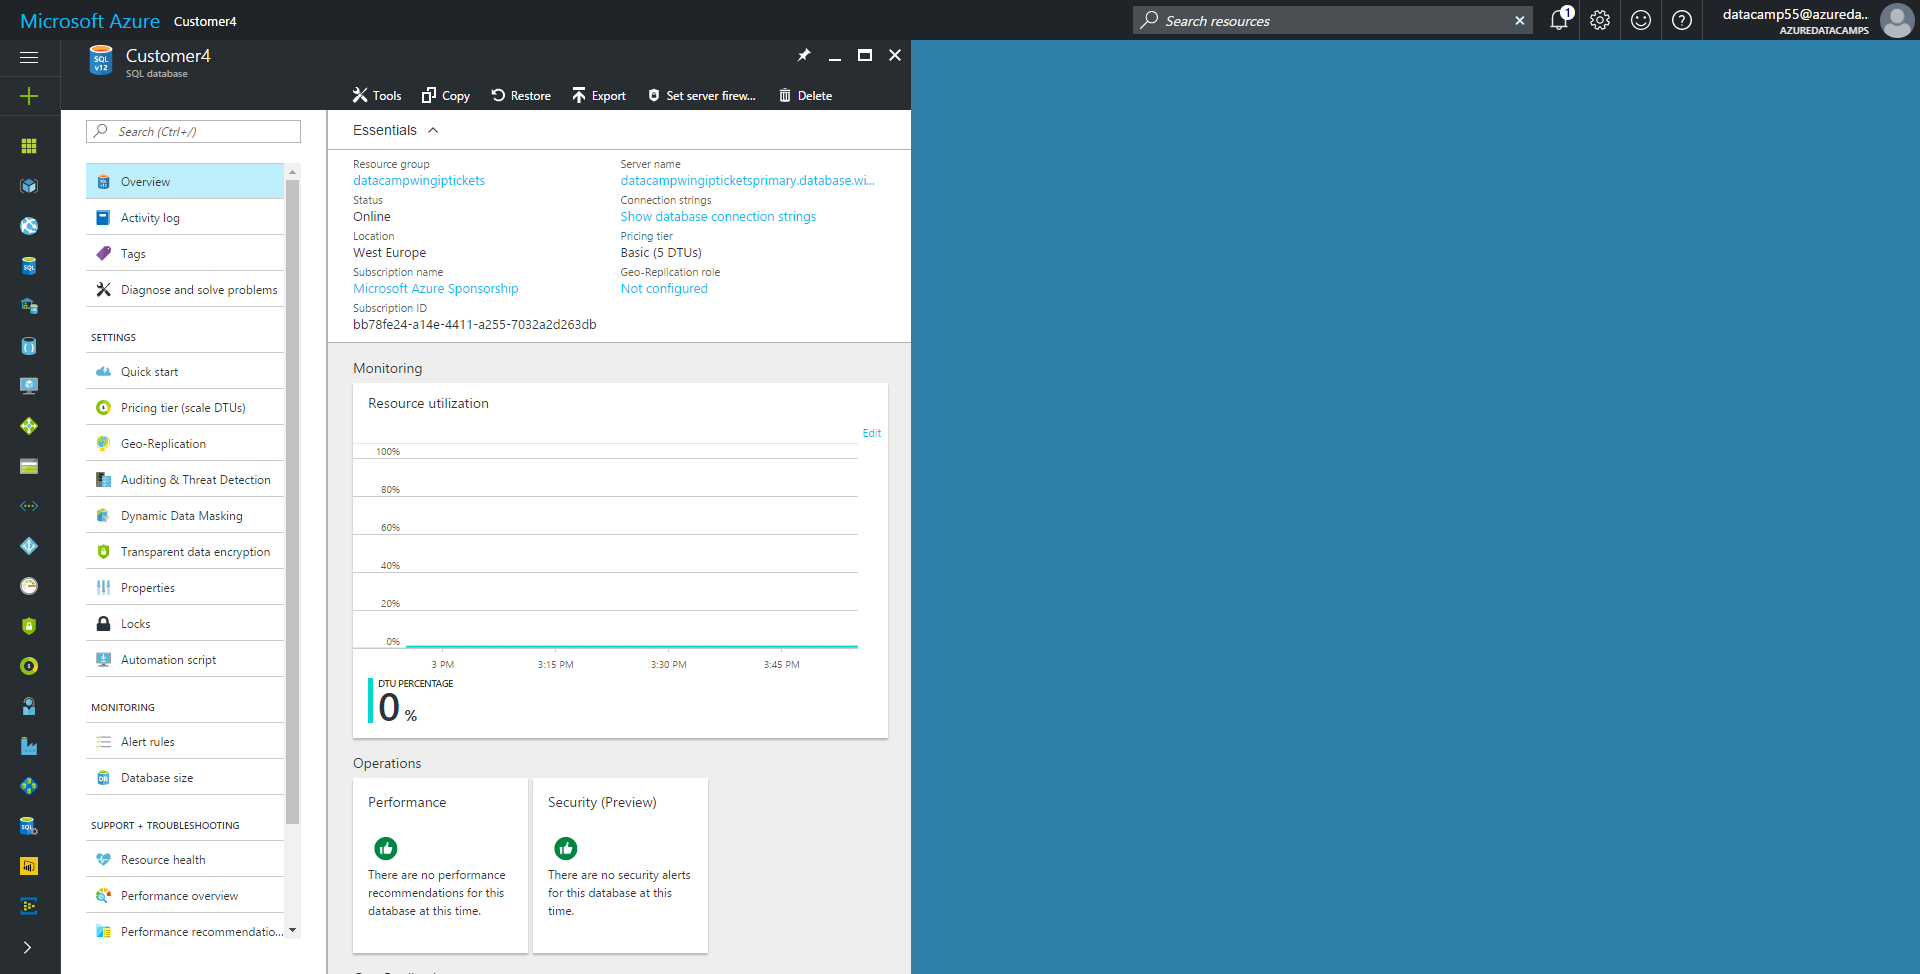 Microsoft Azure Customer4
Search resources
1
datacamp55@azureda...
AZUREDATACAMPS
SQL
v12
Customer4
SQL database
Tools Copy Restore Export Set server firew... Delete
Search (Ctrl+/)
Overview
Activity log
Tags
Diagnose and solve problems
SETTINGS
Quick start
Pricing tier (scale DTUs)
Geo-Replication
Auditing & Threat Detection
Dynamic Data Masking
Transparent data encryption
Properties
Locks
Automation script
MONITORING
Alert rules
Database size
SUPPORT + TROUBLESHOOTING
Resource health
Performance overview
Performance recommendatio...
Essentials
Resource group
datacampwingiptickets
Status
Online
Location
West Europe
Subscription name
Microsoft Azure Sponsorship
Subscription ID
bb78fe24-a14e-4411-a255-7032a2d263db
Server name
datacampwingipticketsprimary.database.wi...
Connection strings
Show database connection strings
Pricing tier
Basic (5 DTUs)
Geo-Replication role
Not configured
Monitoring
Resource utilization
Edit
100%
80%
60%
40%
20%
0%
3 PM 3:15 PM 3:30 PM 3:45 PM
DTU PERCENTAGE
0 %
Operations
Performance
There are no performance
recommendations for this
database at this time.
Security (Preview)
There are no security alerts
for this database at this
time.